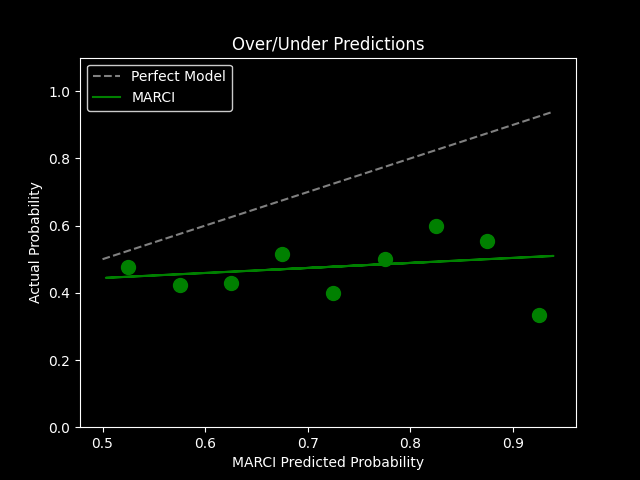 Over/Under Predictions
Perfect Model
MARCI
Actual Probability
1.0
0.8
0.6
0.4
0.2
0.0
0.5 0.6 0.7 0.8 0.9
MARCI Predicted Probability